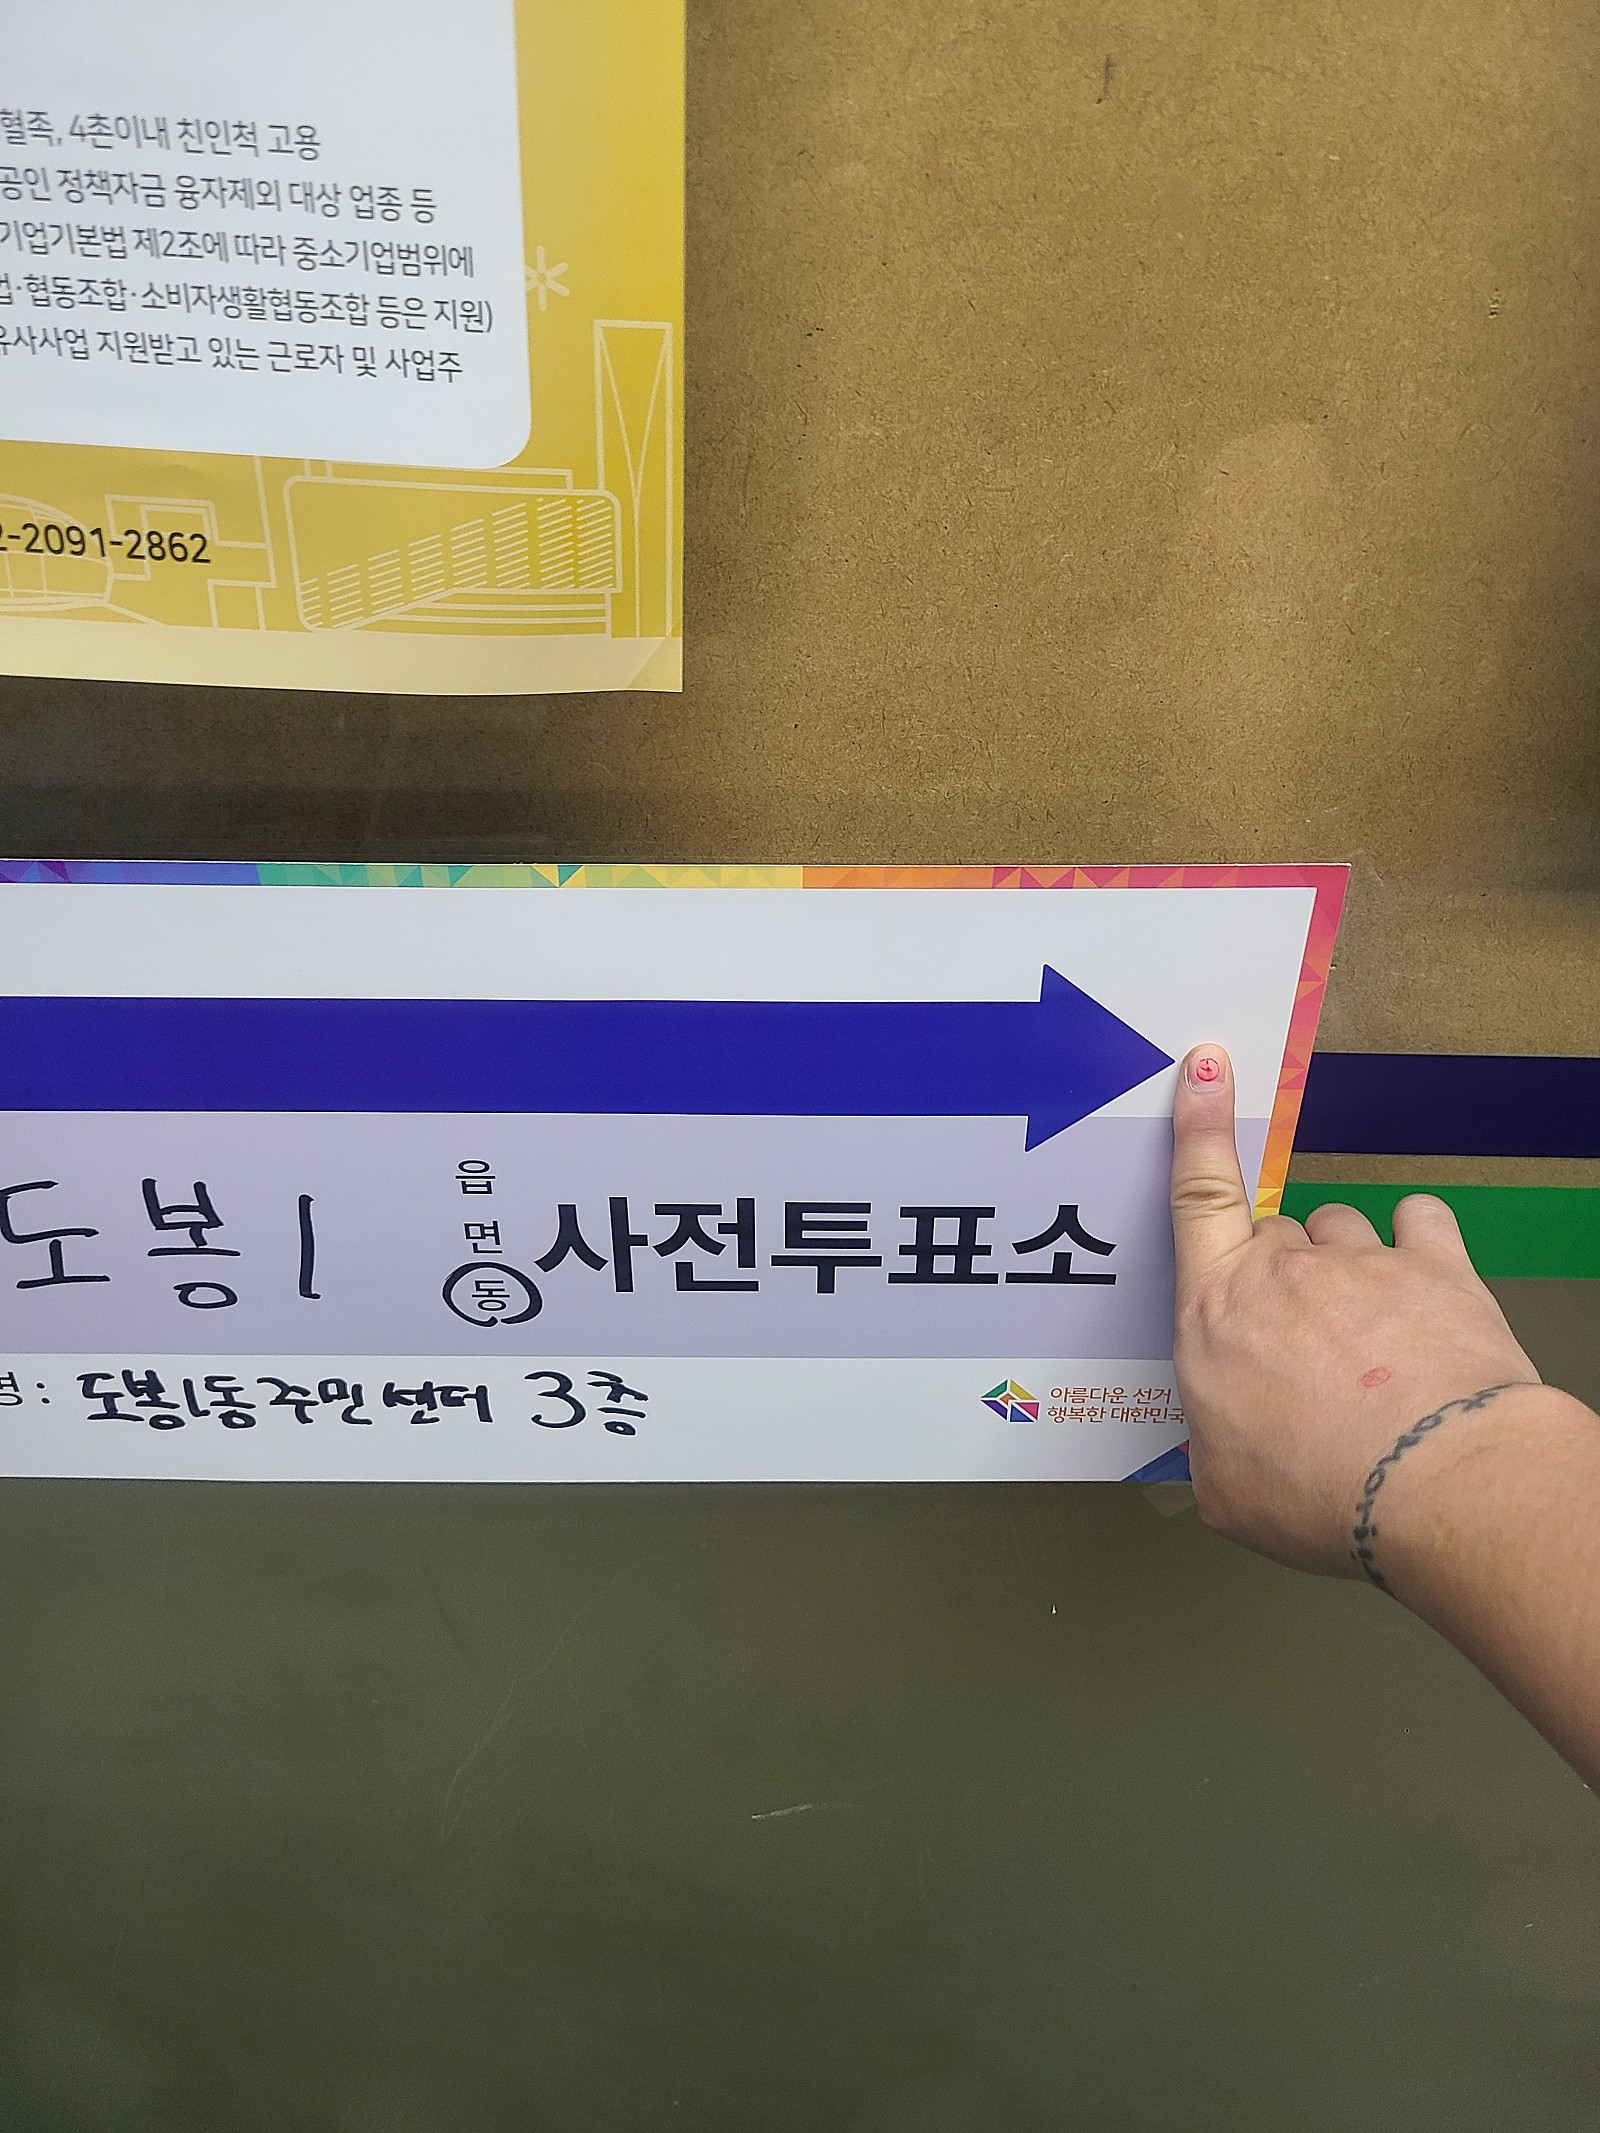 혈족, 4촌이내 친인척 고용
공인 정책자금 융자제외 대상 업종 등
기업기본법 제2조에 따라 중소기업범위에
협동조합·소비자생활협동조합 등은 지원)
유사사업 지원받고 있는 근로자 및 사업주
2-2091-2862
도봉1 읍
면
동
사전투표소
명: 도봉1동주민센터 3층
아름다운 선거
행복한 대한민국